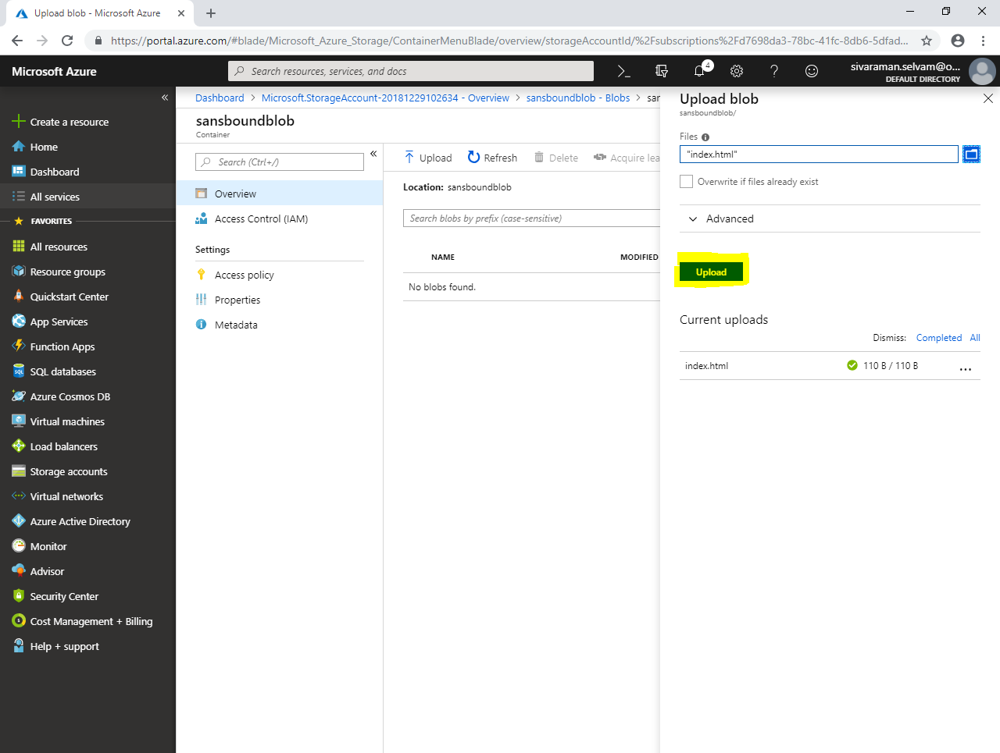 Upload blob - Microsoft Azure
https://portal.azure.com/#blade/Microsoft_Azure_Storage/ContainerMenuBlade/overview/storageAccountId/%2Fsubscriptions%2Fd7698da3-78bc-41fc-8db6-5dfad...
Microsoft Azure
Search resources, services, and docs
4
sivaraman.selvam@o...
DEFAULT DIRECTORY
Create a resource
Home
Dashboard
All services
FAVORITES
All resources
Resource groups
Quickstart Center
App Services
Function Apps
SQL databases
Azure Cosmos DB
Virtual machines
Load balancers
Storage accounts
Virtual networks
Azure Active Directory
Monitor
Advisor
Security Center
Cost Management + Billing
Help + support
Dashboard > Microsoft.StorageAccount-20181229102634 - Overview > sansboundblob - Blobs > sar
sansboundblob
Container
Search (Ctrl+/)
Overview
Access Control (IAM)
Settings
Access policy
Properties
Metadata
Upload Refresh Delete Acquire lea
Location: sansboundblob
Search blobs by prefix (case-sensitive)
NAME MODIFIED
No blobs found.
Upload blob
sansboundblob/
Files
"index.html"
Overwrite if files already exist
Advanced
Upload
Current uploads
Dismiss: Completed All
index.html 110 B / 110 B ...